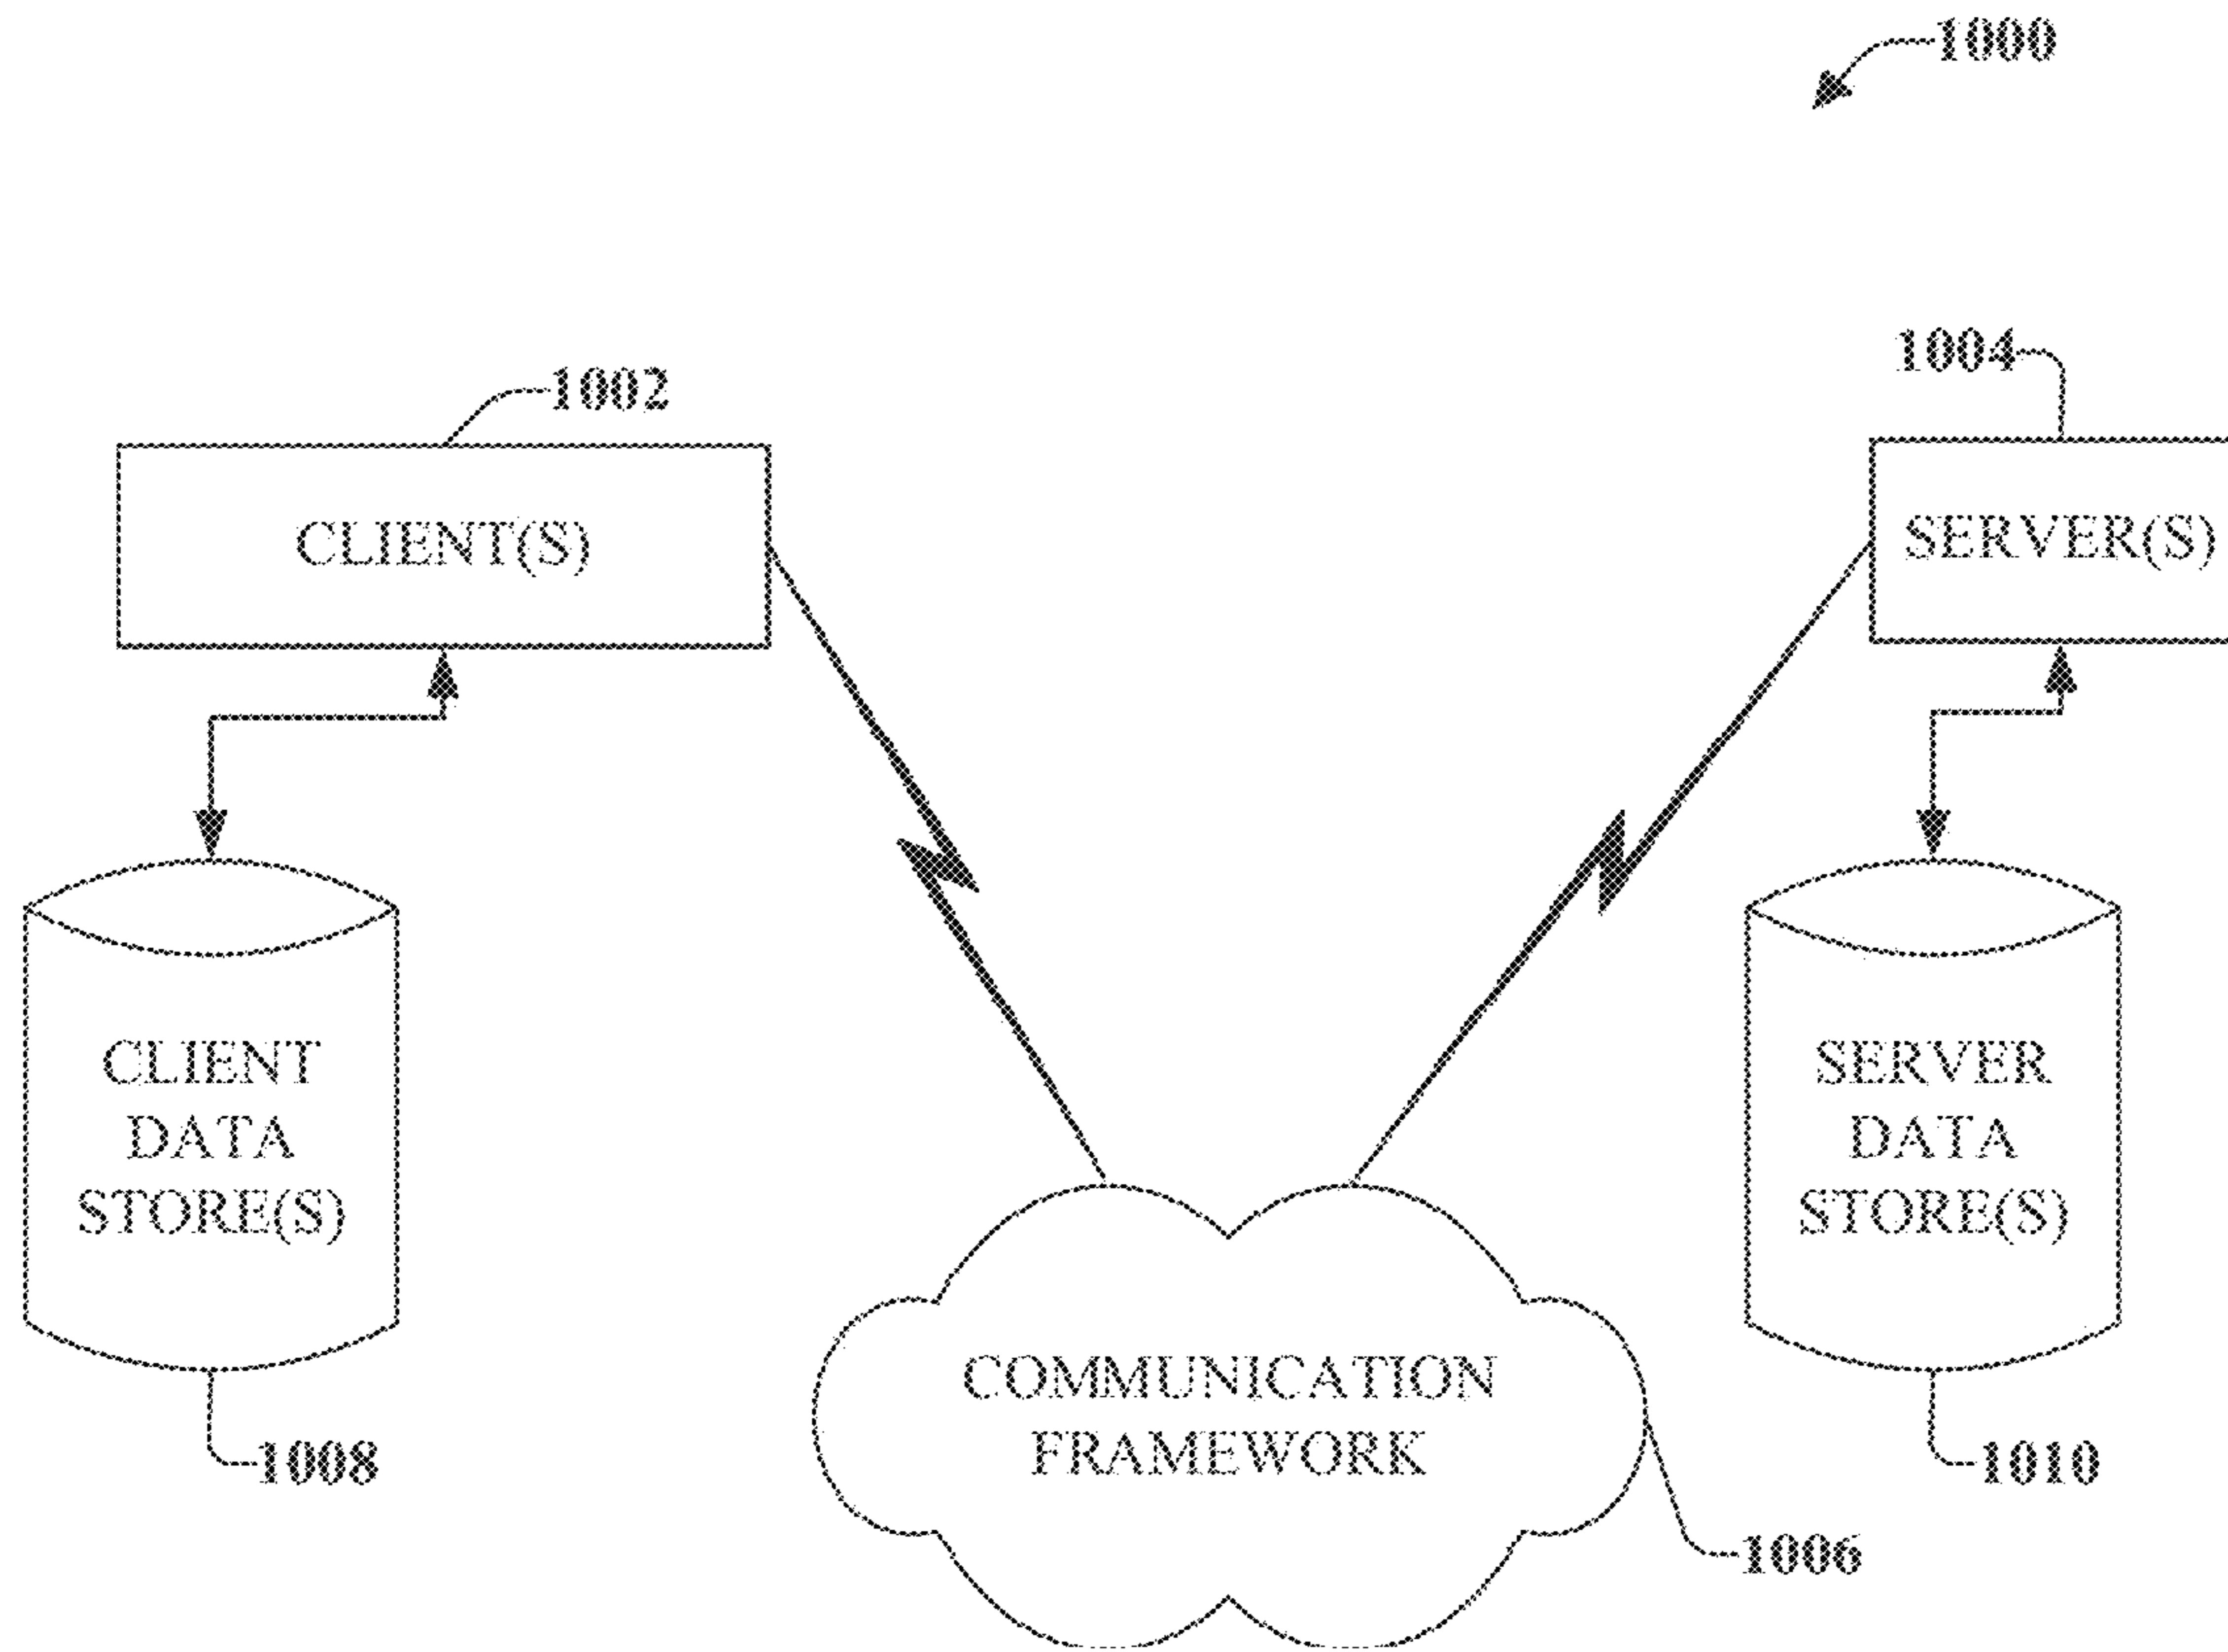 1000
1002
1004
CLIENT(S)
SERVER(S)
CLIENT
DATA
STORE(S)
SERVER
DATA
STORE(S)
COMMUNICATION
FRAMEWORK
1008
1010
1006